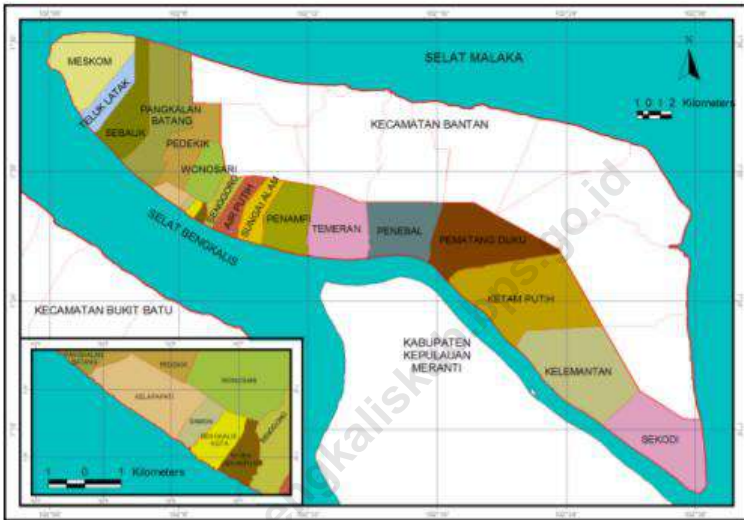 MESKOM
SELAT MALAKA
N
1 0 1 2 Kilometers
TELUK LATAK
PANGKALAN
BATANG
KECAMATAN BANTAN
SEBAUK
PEDEKIK
WONOSARI
SENGGORO
AIR PUTIH
SUNGAI ALAM
PENAMPI
TEMERAN
PENEBAL
PEMATANG DUKU
SELAT BENGKALIS
KETAM PUTIH
KECAMATAN BUKIT BATU
KABUPATEN
KEPULAUAN
MERANTI
KELEMANTAN
SEKODI
PANGKALAN
BATANG
PEDEKIK
WONOSARI
KELAPAPATI
BENGKALIS
KOTA
SENGGORO
1 0 1 Kilometers
engkaliskab.bps.go.id